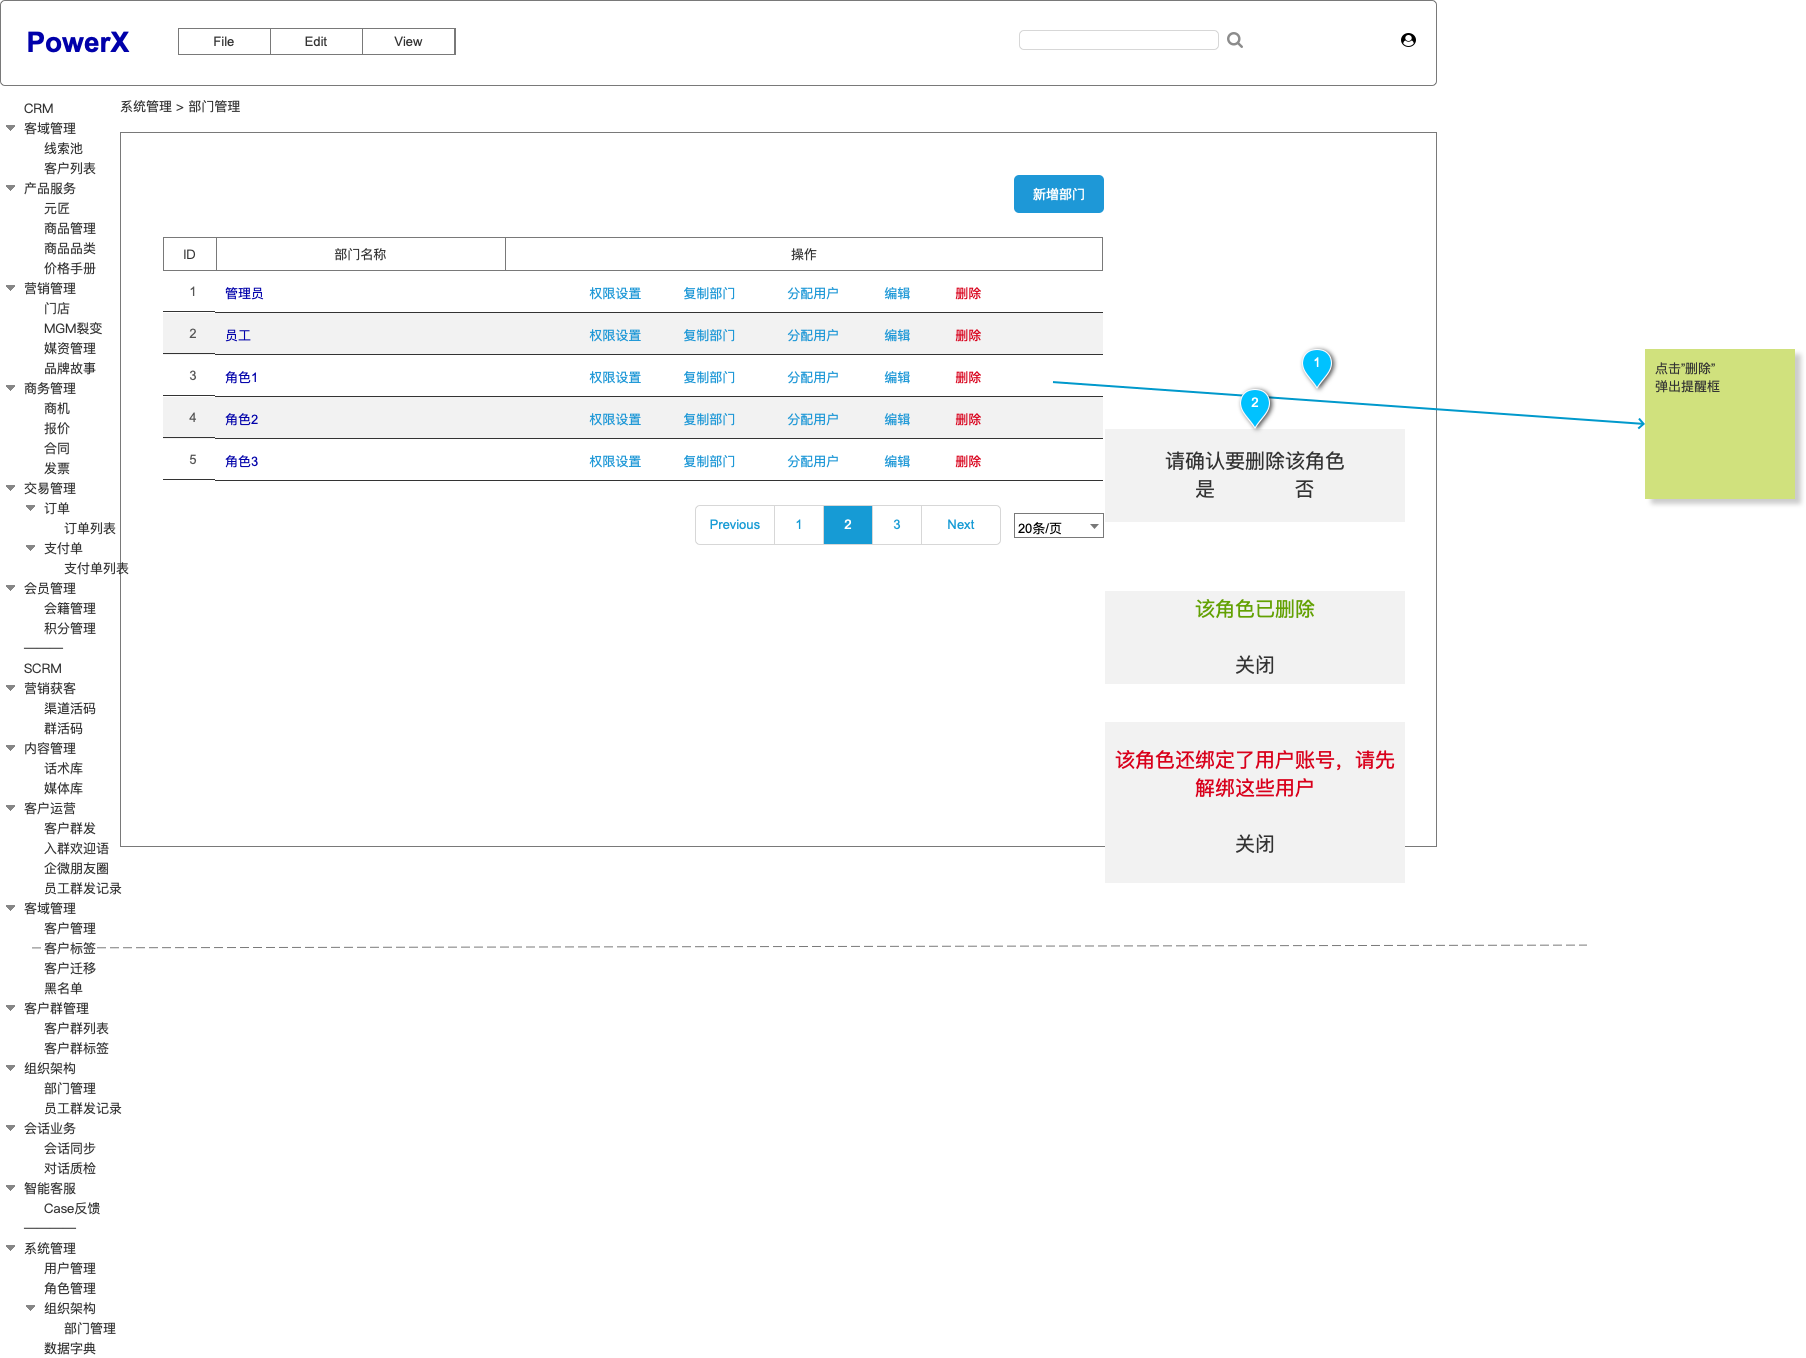 PowerX
File Edit View
系统管理 > 部门管理
CRM
客域管理
线索池
客户列表
产品服务
元匠
商品管理
商品品类
价格手册
营销管理
门店
MGM裂变
媒资管理
品牌故事
商务管理
商机
报价
合同
发票
交易管理
订单
订单列表
支付单
支付单列表
会员管理
会籍管理
积分管理
SCRM
营销获客
渠道活码
群活码
内容管理
话术库
媒体库
客户运营
客户群发
入群欢迎语
企微朋友圈
员工群发记录
客域管理
客户管理
客户标签
客户迁移
黑名单
客户群管理
客户群列表
客户群标签
组织架构
部门管理
员工群发记录
会话业务
会话同步
对话质检
智能客服
Case反馈
系统管理
用户管理
角色管理
组织架构
部门管理
数据字典
新增部门
ID 部门名称 操作
1 管理员 权限设置 复制部门 分配用户 编辑 删除
2 员工 权限设置 复制部门 分配用户 编辑 删除
3 角色1 权限设置 复制部门 分配用户 编辑 删除
4 角色2 权限设置 复制部门 分配用户 编辑 删除
5 角色3 权限设置 复制部门 分配用户 编辑 删除
Previous 1 2 3 Next 20条/页
1
2
请确认要删除该角色
是 否
该角色已删除
关闭
该角色还绑定了用户账号，请先
解绑这些用户
关闭
点击”删除”
弹出提醒框